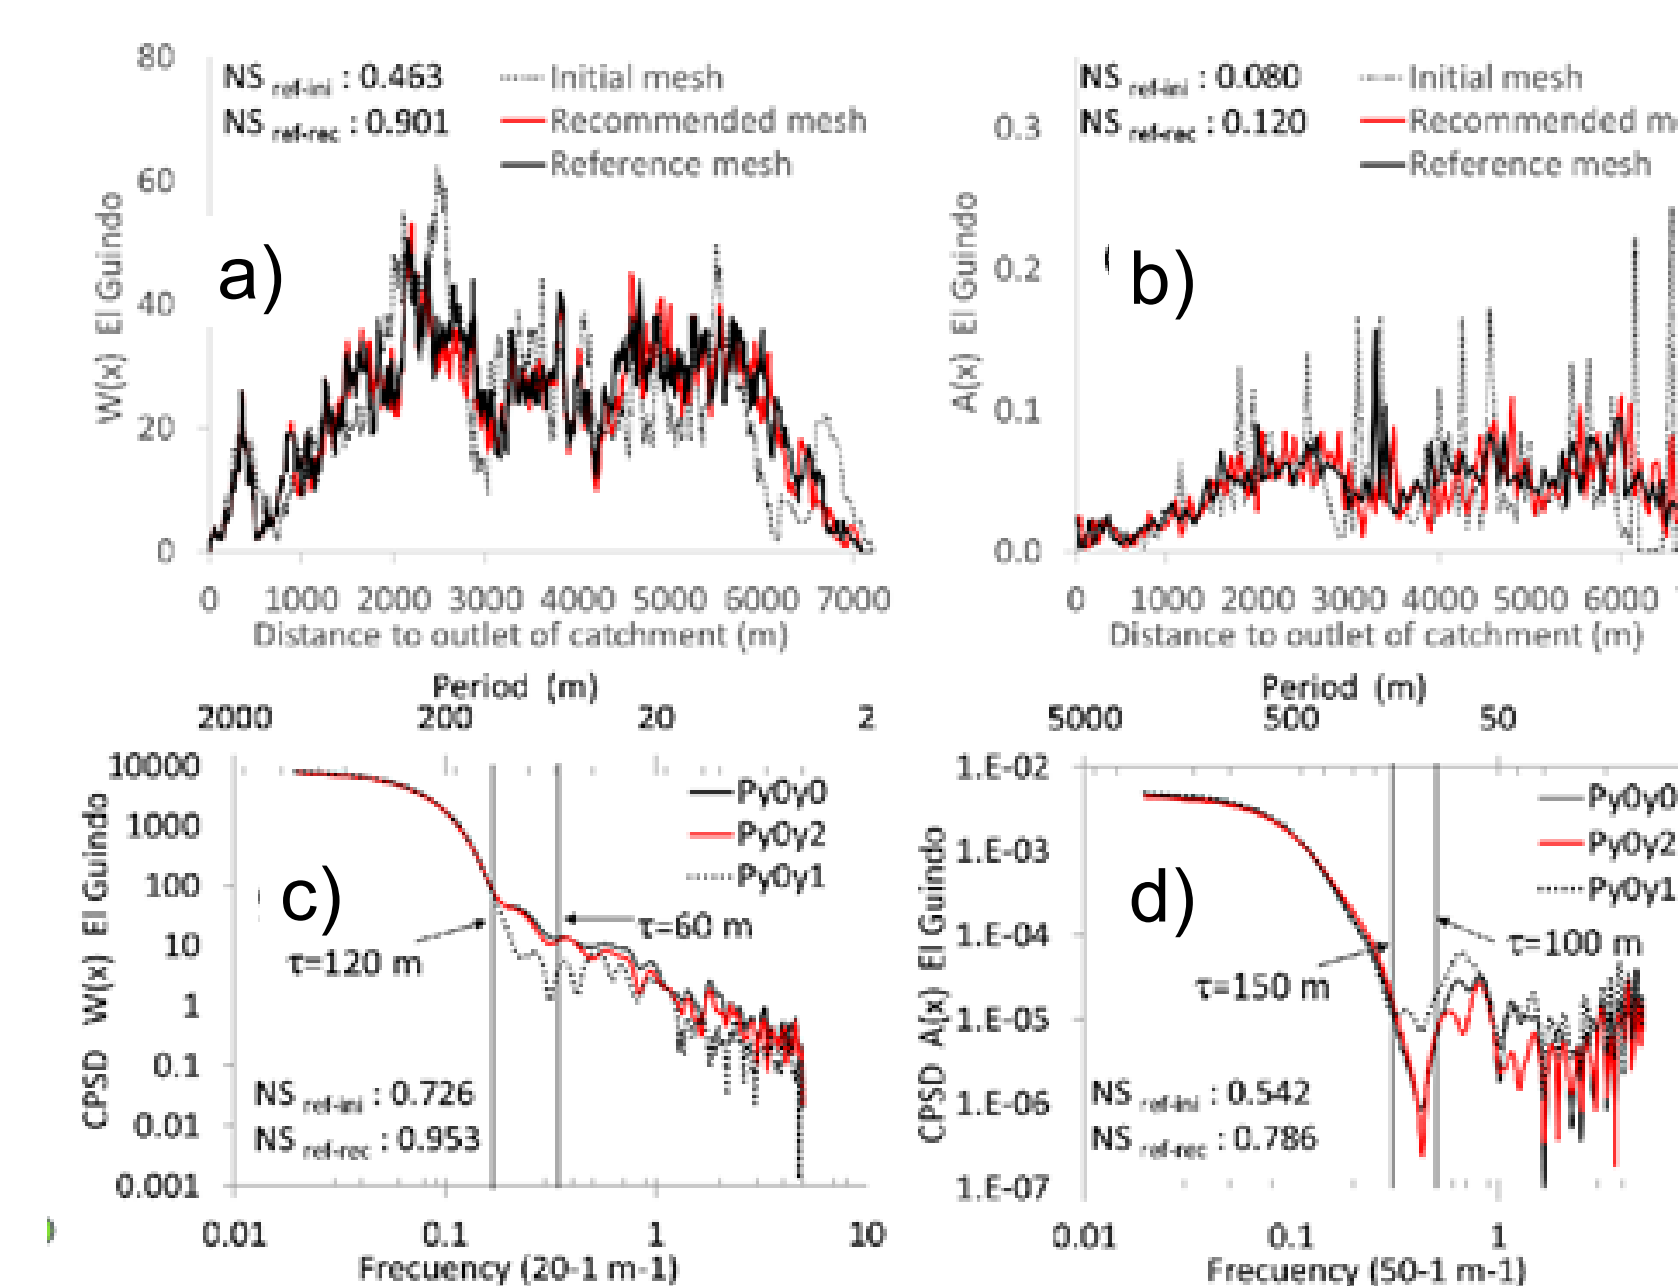 80
60
40
20
0
W(x) El Guindo
NS ref-ini : 0.463
NS ref-rec : 0.901
Initial mesh
Recommended mesh
Reference mesh
a)
0 1000 2000 3000 4000 5000 6000 7000
Distance to outlet of catchment (m)
0.3
0.2
0.1
0.0
A(x) El Guindo
NS ref-ini : 0.080
NS ref-rec : 0.120
Initial mesh
Recommended m
Reference mesh
b)
0 1000 2000 3000 4000 5000 6000
Distance to outlet of catchment (m)
Period (m)
2000 200 20 2
10000
1000
100
10
1
0.1
0.01
0.001
CPSD W(x) El Guindo
Py0y0
Py0y2
Py0y1
c)
τ=120 m
τ=60 m
NS ref-ini : 0.726
NS ref-rec : 0.953
0.01 0.1 1 10
Frecuency (20-1 m-1)
Period (m)
5000 500 50
1.E-02
1.E-03
1.E-04
1.E-05
1.E-06
1.E-07
CPSD A(x) El Guindo
Py0y0
Py0y2
Py0y1
d)
τ=150 m
τ=100 m
NS ref-ini : 0.542
NS ref-rec : 0.786
0.01 0.1 1
Frecuency (50-1 m-1)